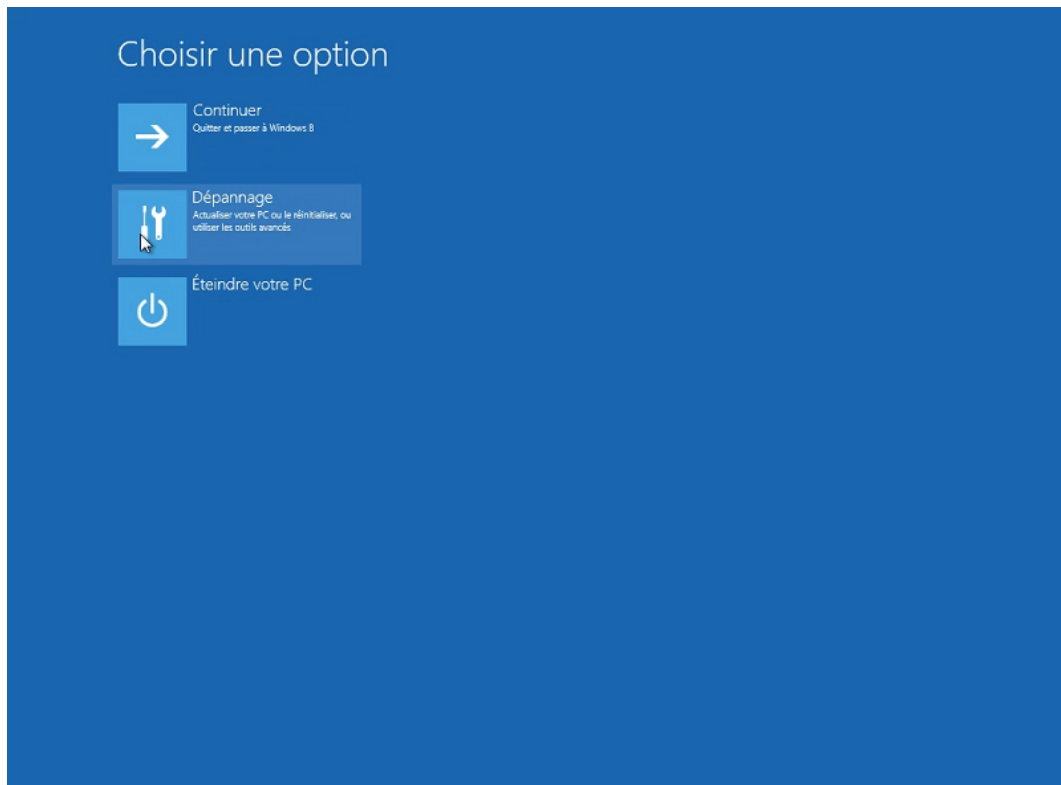 Choisir une option
Continuer
Quitter et passer à Windows 8
Dépannage
Actualiser votre PC ou le réinitialiser, ou
utiliser les outils avancés
Éteindre votre PC